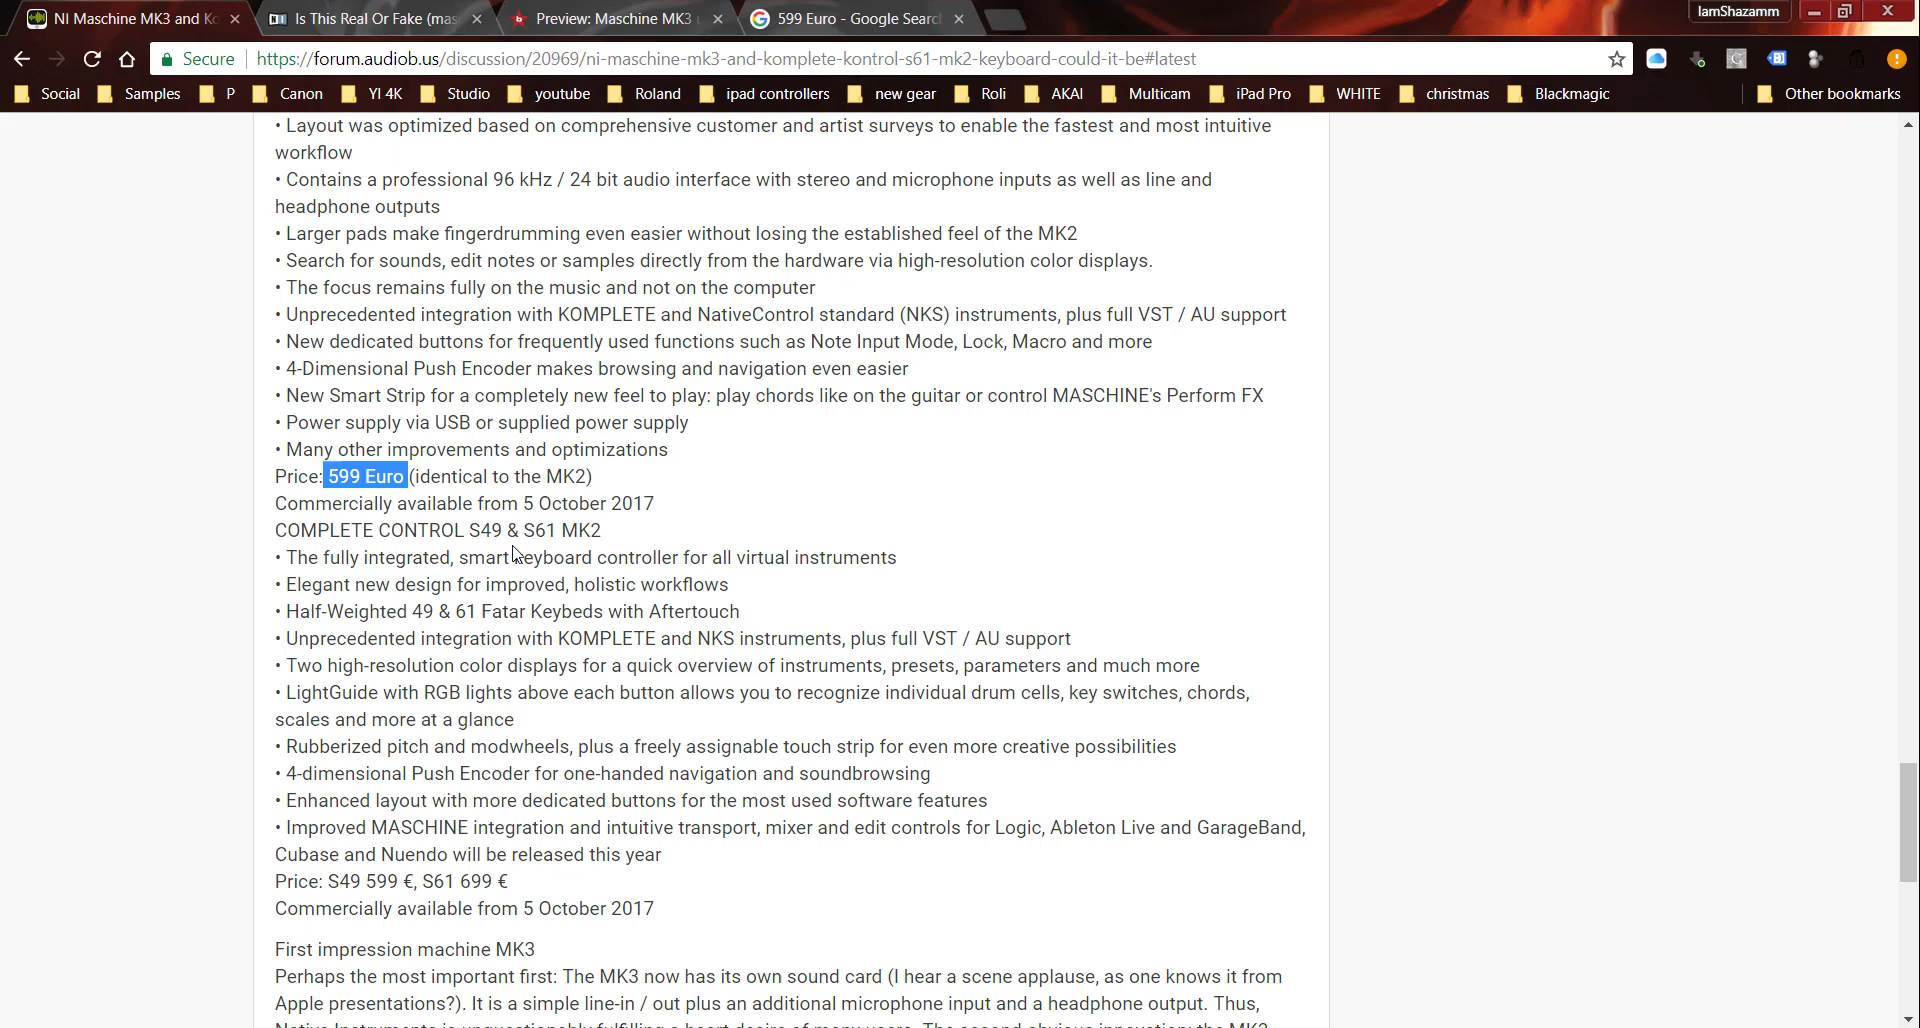 NI Maschine MK3 and Ko
Is This Real Or Fake (mas
Preview: Maschine MK3 u
599 Euro - Google Search
IamShazamm
Secure
https://forum.audiob.us/discussion/20969/ni-maschine-mk3-and-komplete-kontrol-s61-mk2-keyboard-could-it-be#latest
Social
Samples
P
Canon
YI 4K
Studio
youtube
Roland
ipad controllers
new gear
Roli
AKAI
Multicam
iPad Pro
WHITE
christmas
Blackmagic
Other bookmarks
• Layout was optimized based on comprehensive customer and artist surveys to enable the fastest and most intuitive
workflow
• Contains a professional 96 kHz / 24 bit audio interface with stereo and microphone inputs as well as line and
headphone outputs
• Larger pads make fingerdrumming even easier without losing the established feel of the MK2
• Search for sounds, edit notes or samples directly from the hardware via high-resolution color displays.
• The focus remains fully on the music and not on the computer
• Unprecedented integration with KOMPLETE and NativeControl standard (NKS) instruments, plus full VST / AU support
• New dedicated buttons for frequently used functions such as Note Input Mode, Lock, Macro and more
• 4-Dimensional Push Encoder makes browsing and navigation even easier
• New Smart Strip for a completely new feel to play: play chords like on the guitar or control MASCHINE's Perform FX
• Power supply via USB or supplied power supply
• Many other improvements and optimizations
Price: 599 Euro (identical to the MK2)
Commercially available from 5 October 2017
COMPLETE CONTROL S49 & S61 MK2
• The fully integrated, smart keyboard controller for all virtual instruments
• Elegant new design for improved, holistic workflows
• Half-Weighted 49 & 61 Fatar Keybeds with Aftertouch
• Unprecedented integration with KOMPLETE and NKS instruments, plus full VST / AU support
• Two high-resolution color displays for a quick overview of instruments, presets, parameters and much more
• LightGuide with RGB lights above each button allows you to recognize individual drum cells, key switches, chords,
scales and more at a glance
• Rubberized pitch and modwheels, plus a freely assignable touch strip for even more creative possibilities
• 4-dimensional Push Encoder for one-handed navigation and soundbrowsing
• Enhanced layout with more dedicated buttons for the most used software features
• Improved MASCHINE integration and intuitive transport, mixer and edit controls for Logic, Ableton Live and GarageBand,
Cubase and Nuendo will be released this year
Price: S49 599 €, S61 699 €
Commercially available from 5 October 2017
First impression machine MK3
Perhaps the most important first: The MK3 now has its own sound card (I hear a scene applause, as one knows it from
Apple presentations?). It is a simple line-in / out plus an additional microphone input and a headphone output. Thus,